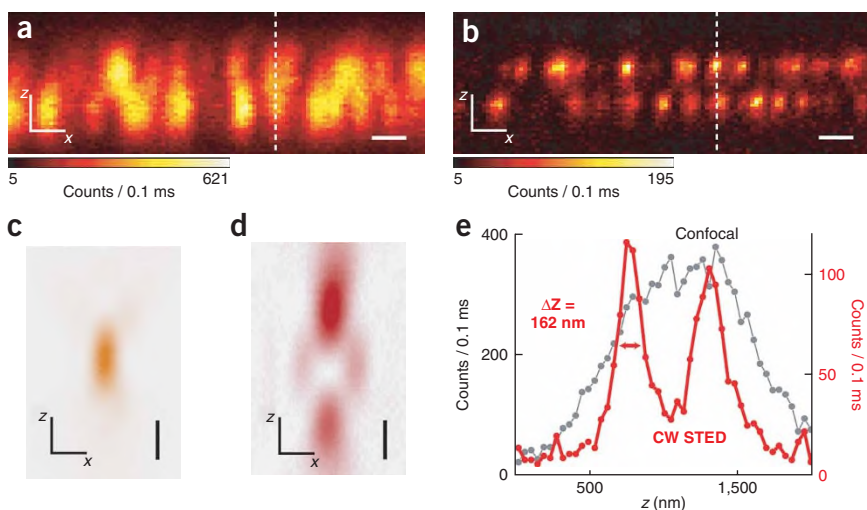 a
z
x
5 621
Counts / 0.1 ms
b
z
x
5 195
Counts / 0.1 ms
c
z
x
d
z
x
e
Confocal
400
200
0
Counts / 0.1 ms
ΔZ =
162 nm
CW STED
100
50
0
Counts / 0.1 ms
500 1,500
z (nm)